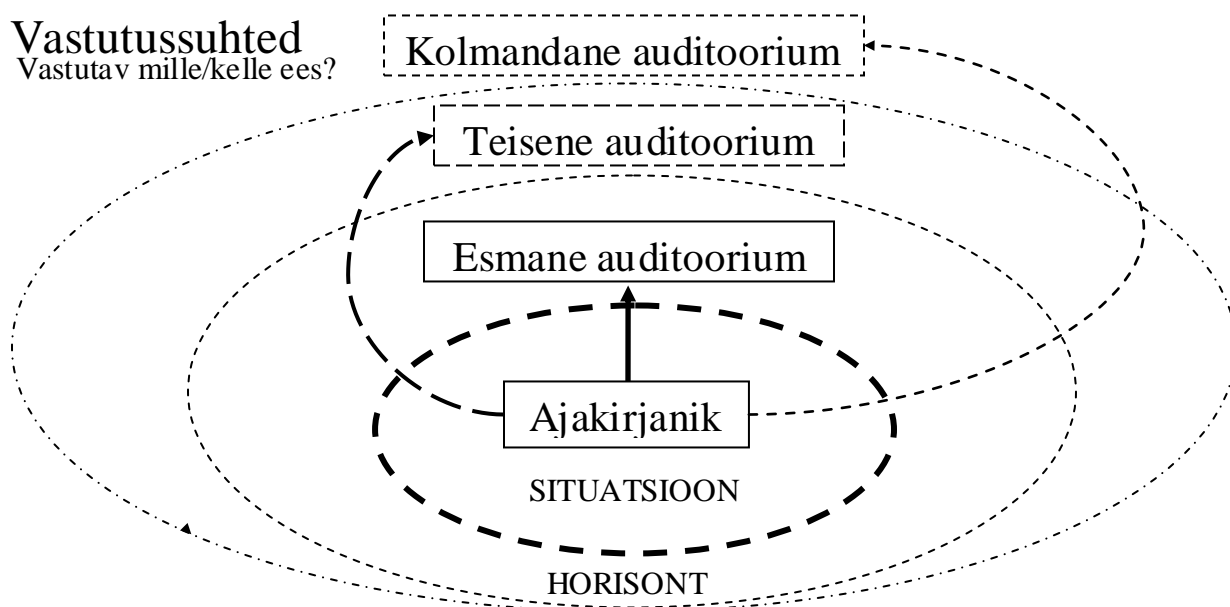 Vastutussuhted
Vastutav mille/kelle ees?
Kolmandane auditoorium
Teisene auditoorium
Esmane auditoorium
Ajakirjanik
SITUATSIOON
HORISONT